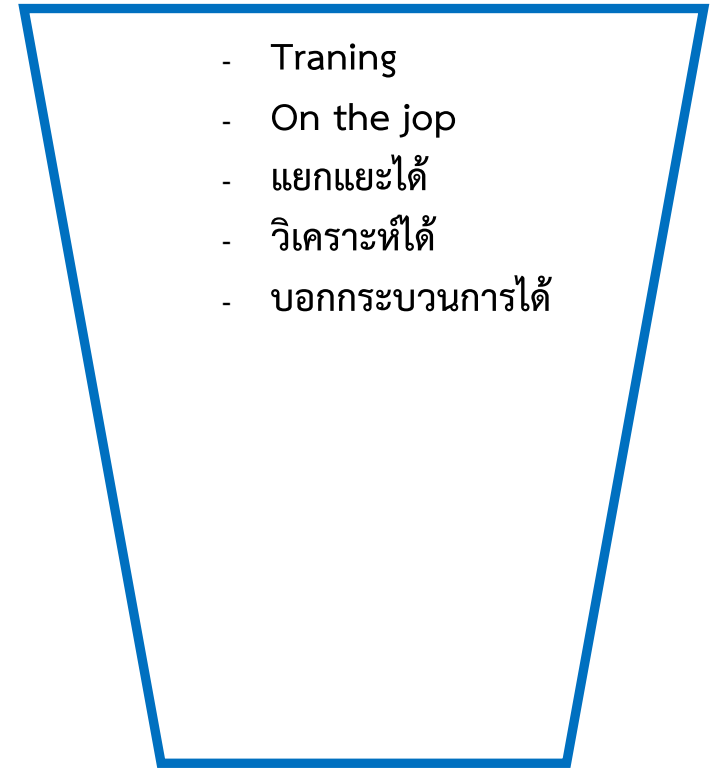 - Traning
- On the jop
- แยกแยะได้
- วิเคราะห์ได้
- บอกกระบวนการได้